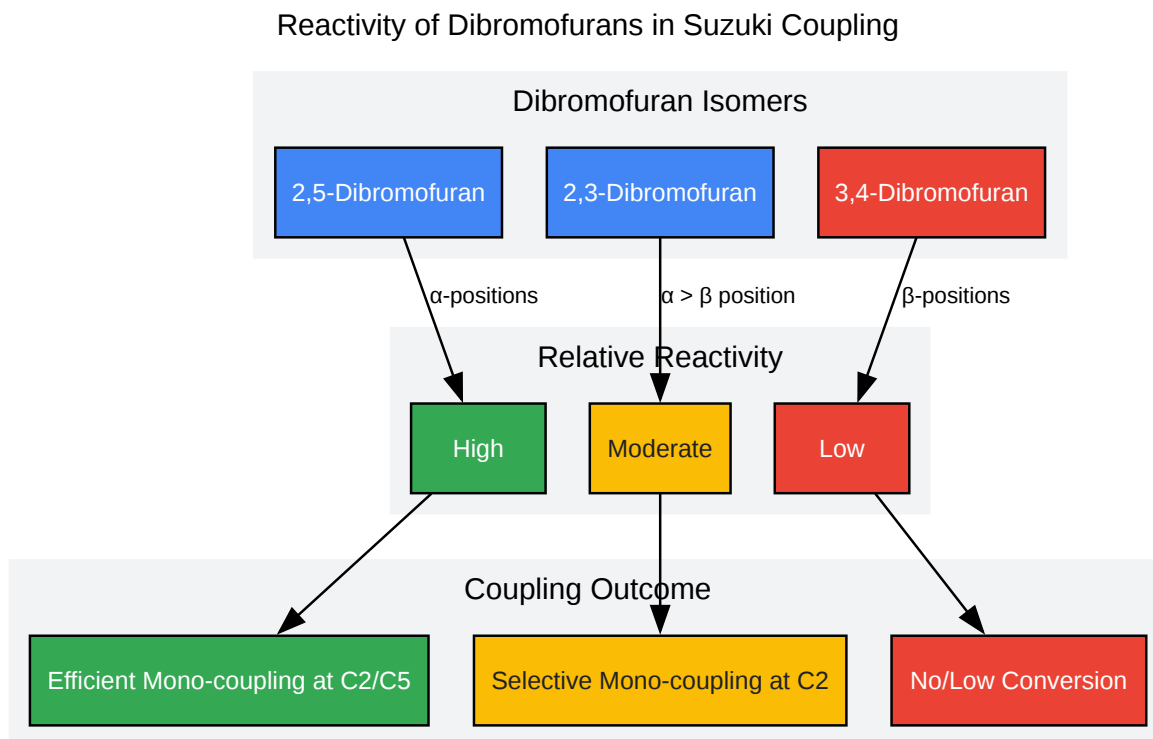 Reactivity of Dibromofurans in Suzuki Coupling
Dibromofuran Isomers
2,5-Dibromofuran
2,3-Dibromofuran
3,4-Dibromofuran
α-positions
α > β position
β-positions
Relative Reactivity
High
Moderate
Low
Coupling Outcome
Efficient Mono-coupling at C2/C5
Selective Mono-coupling at C2
No/Low Conversion